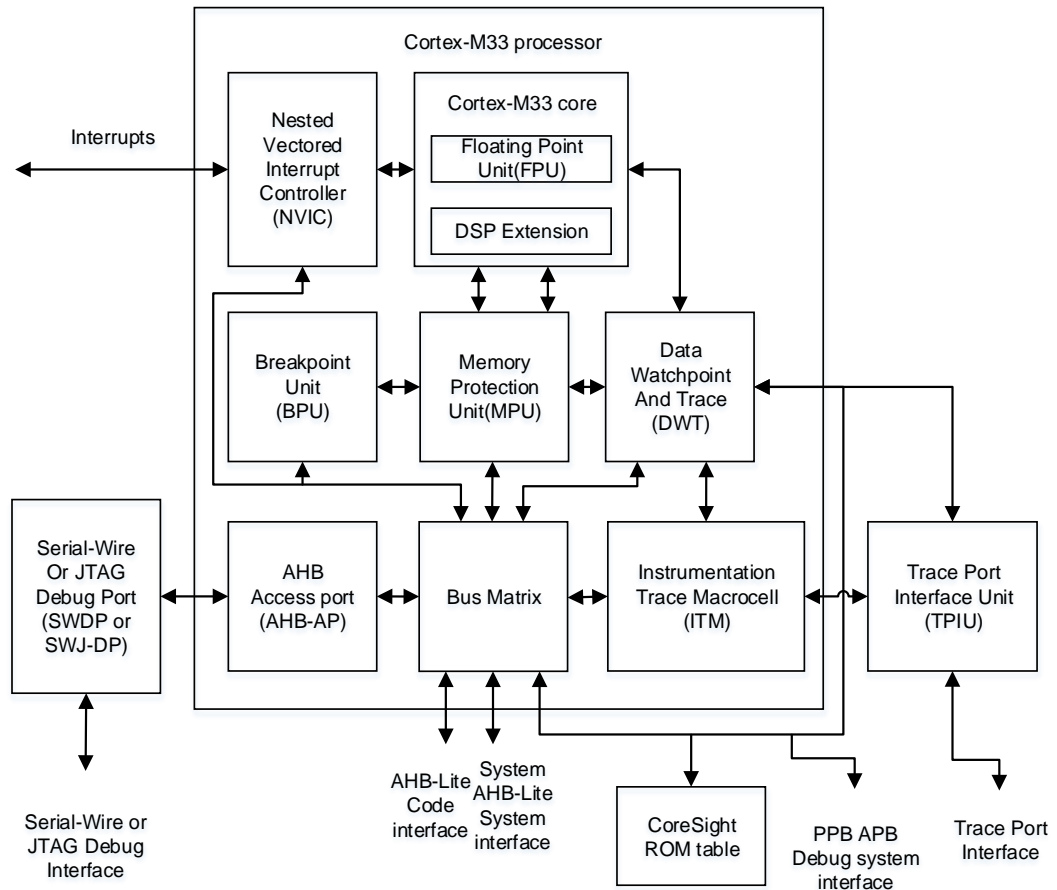 Cortex-M33 processor
Interrupts
Nested
Vectored
Interrupt
Controller
(NVIC)
Cortex-M33 core
Floating Point
Unit(FPU)
DSP Extension
Breakpoint
Unit
(BPU)
Memory
Protection
Unit(MPU)
Data
Watchpoint
And Trace
(DWT)
Serial-Wire
Or JTAG
Debug Port
(SWDP or
SWJ-DP)
AHB
Access port
(AHB-AP)
Bus Matrix
Instrumentation
Trace Macrocell
(ITM)
Trace Port
Interface Unit
(TPIU)
Serial-Wire or
JTAG Debug
Interface
AHB-Lite
Code
interface
System
AHB-Lite
System
interface
CoreSight
ROM table
PPB APB
Debug system
interface
Trace Port
Interface